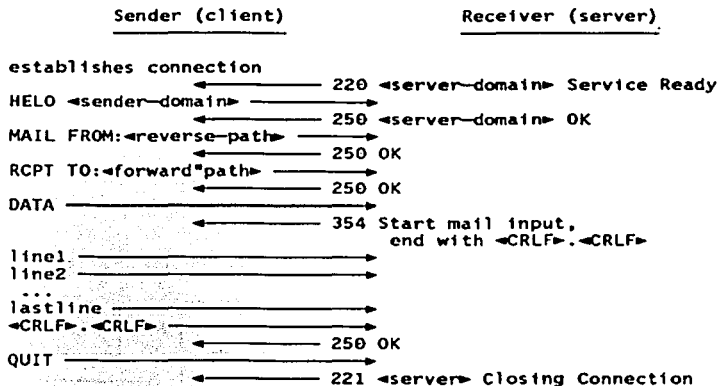 Sender (client) Receiver (server)
establishes connection
220 <server-domain> Service Ready
HELO <sender-domain>
250 <server-domain> OK
MAIL FROM:<reverse-path>
250 OK
RCPT TO:<forward"path>
250 OK
DATA
354 Start mail input,
end with <CRLF>.<CRLF>
line1
line2
...
lastline
<CRLF>.<CRLF>
250 OK
QUIT
221 <server> Closing Connection